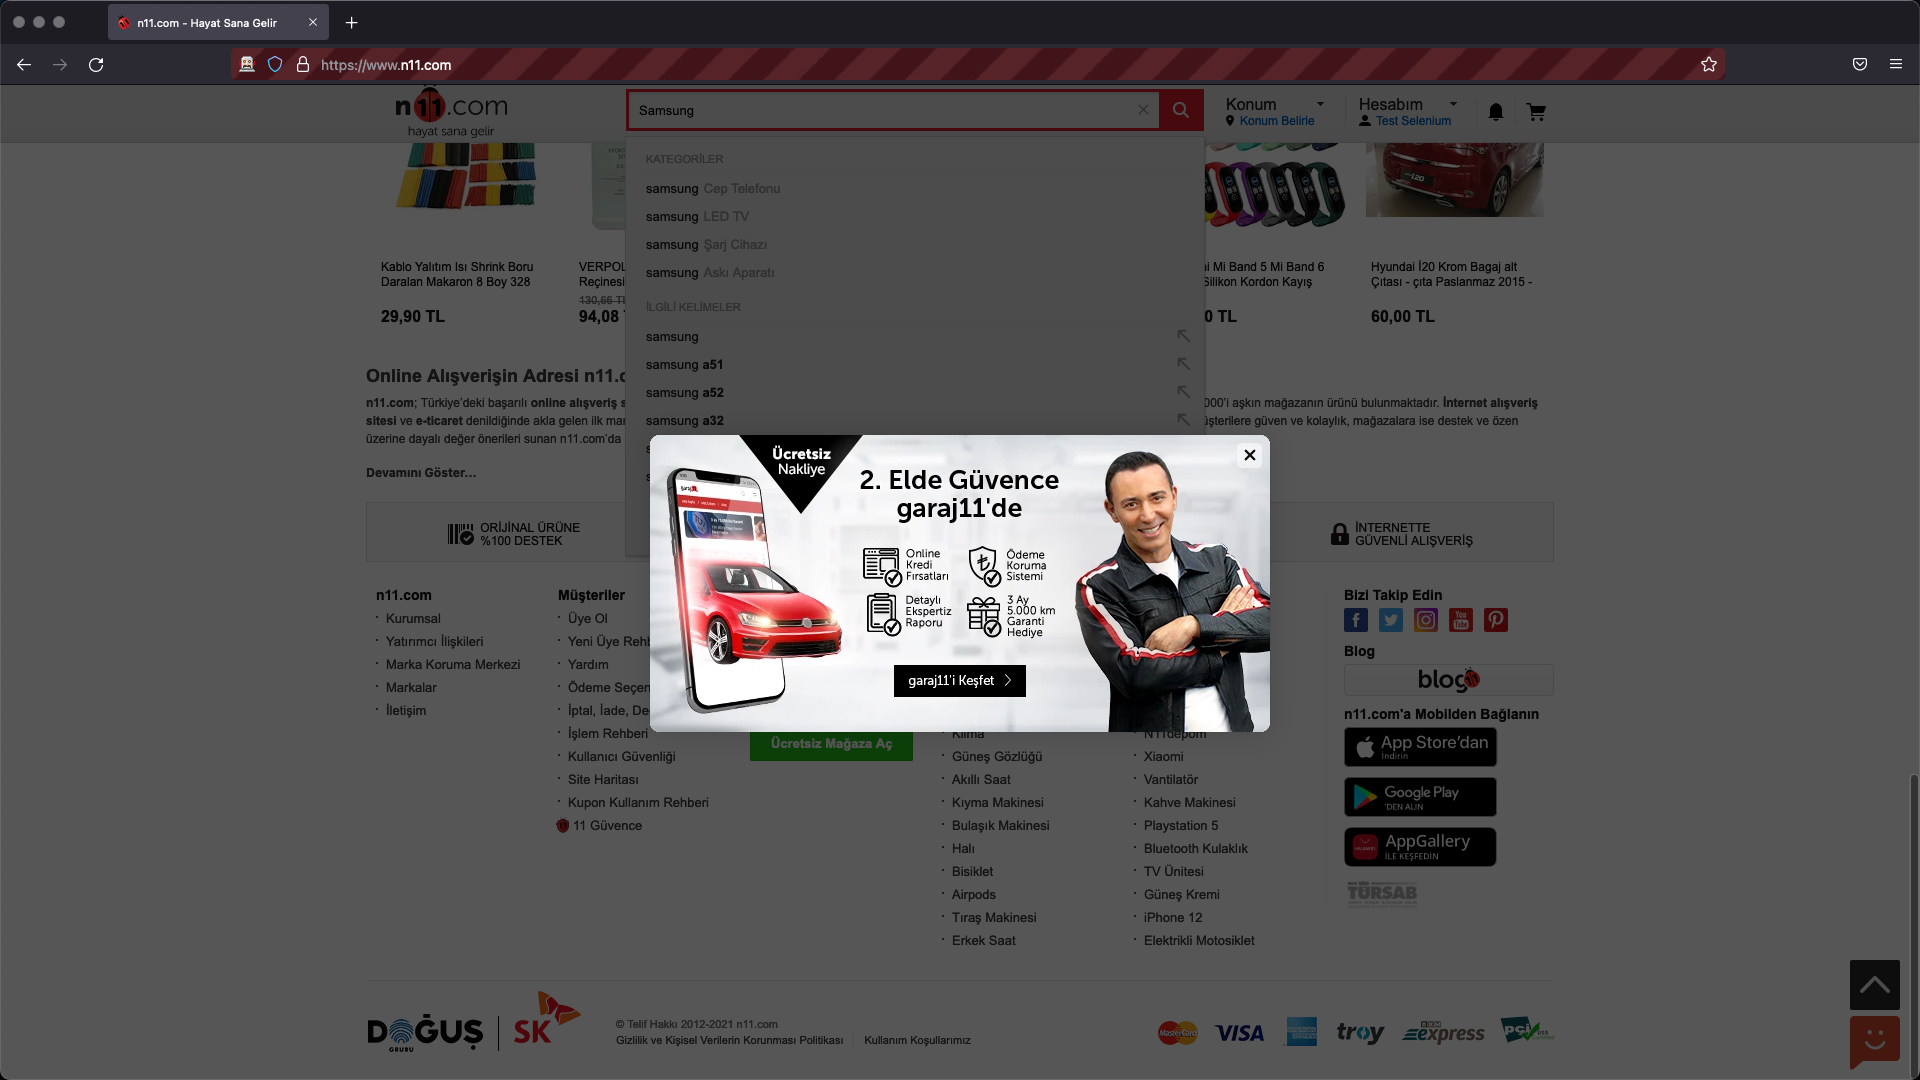 n11.com - Hayat Sana Gelir
https://www.n11.com
n11.com
hayat sana gelir
Samsung
Konum
Konum Belirle
Hesabım
Test Selenium
KATEGORİLER
samsung Cep Telefonu
samsung LED TV
samsung Şarj Cihazı
samsung Askı Aparatı
İLGİLİ KELİMELER
samsung
samsung a51
samsung a52
samsung a32
Kablo Yalıtım Isı Shrink Boru
Daralan Makaron 8 Boy 328
29,90 TL
VERPOL
Reçinesi
130,66 TL
94,08
i Mi Band 5 Mi Band 6
Silikon Kordon Kayış
0 TL
Hyundai İ20 Krom Bagaj alt
Çıtası - çıta Paslanmaz 2015 -
60,00 TL
Online Alışverişin Adresi n11.c
n11.com; Türkiye'deki başarılı online alışveriş s 000'i aşkın mağazanın ürünü bulunmaktadır. İnternet alışveriş
sitesi ve e-ticaret denildiğinde akla gelen ilk mar üşterilere güven ve kolaylık, mağazalara ise destek ve özen
üzerine dayalı değer önerileri sunan n11.com'da
Devamını Göster...
Ücretsiz
Nakliye
2. Elde Güvence
garaj11'de
Online
Kredi
Fırsatları
Ödeme
Koruma
Sistemi
Detaylı
Ekspertiz
Raporu
3 Ay
5.000 km
Garanti
Hediye
garaj11'i Keşfet
ORİJİNAL ÜRÜNE
%100 DESTEK
İNTERNETTE
GÜVENLİ ALIŞVERİŞ
n11.com
Kurumsal
Yatırımcı İlişkileri
Marka Koruma Merkezi
Markalar
İletişim
Müşteriler
Üye Ol
Yeni Üye Rehb
Yardım
Ödeme Seçen
İptal, İade, De
İşlem Rehberi
Kullanıcı Güvenliği
Site Haritası
Kupon Kullanım Rehberi
11 Güvence
Ücretsiz Mağaza Aç
Klima
Güneş Gözlüğü
Akıllı Saat
Kıyma Makinesi
Bulaşık Makinesi
Halı
Bisiklet
Airpods
Tıraş Makinesi
Erkek Saat
N11depom
Xiaomi
Vantilatör
Kahve Makinesi
Playstation 5
Bluetooth Kulaklık
TV Ünitesi
Güneş Kremi
iPhone 12
Elektrikli Motosiklet
Bizi Takip Edin
Blog
blog
n11.com'a Mobilden Bağlanın
App Store'dan
İndirin
Google Play
'DEN ALIN
AppGallery
İLE KEŞFEDİN
TÜRSAB
DOĞUŞ
GRUBU
SK
© Telif Hakkı 2012-2021 n11.com
Gizlilik ve Kişisel Verilerin Korunması Politikası
Kullanım Koşullarımız
MasterCard
VISA
troy
BKM
express
PCI DSS